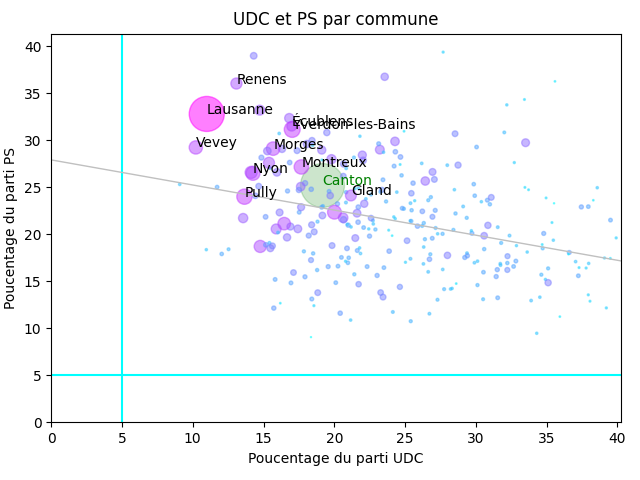 UDC et PS par commune
40
Renens
35
Lausanne
Écublens
Yverdon-les-Bains
30
Vevey
Morges
Montreux
Nyon
25
Canton
Pully
Gland
20
15
10
5
0
Poucentage du parti PS
0 5 10 15 20 25 30 35 40
Poucentage du parti UDC